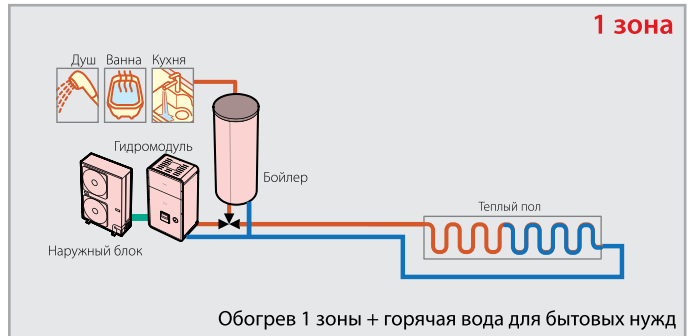 1 зона
Душ Ванна Кухня
Гидромодуль
Бойлер
Теплый пол
Наружный блок
Обогрев 1 зоны + горячая вода для бытовых нужд